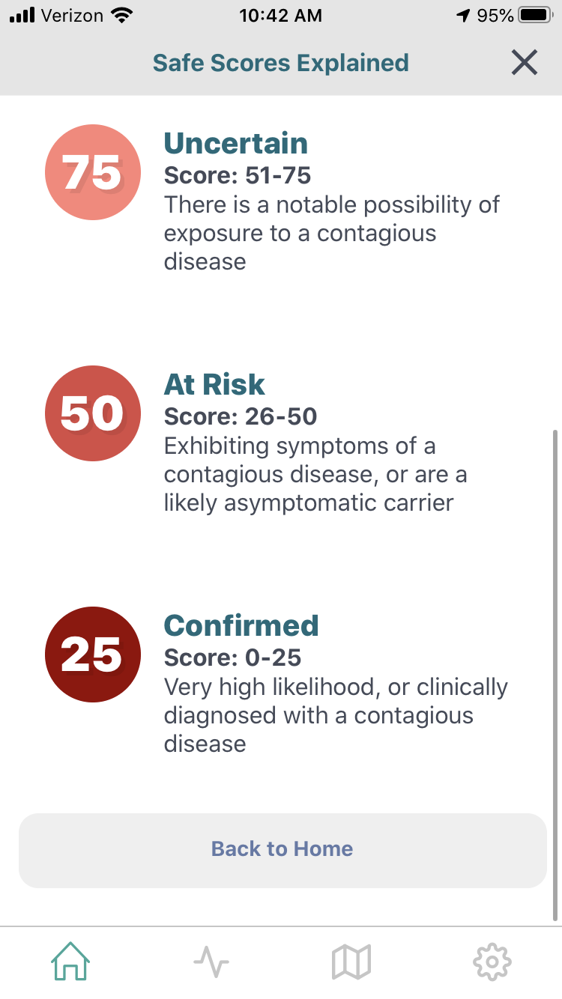 Verizon 10:42 AM 95%
Safe Scores Explained
75
Uncertain
Score: 51-75
There is a notable possibility of
exposure to a contagious
disease
50
At Risk
Score: 26-50
Exhibiting symptoms of a
contagious disease, or are a
likely asymptomatic carrier
25
Confirmed
Score: 0-25
Very high likelihood, or clinically
diagnosed with a contagious
disease
Back to Home